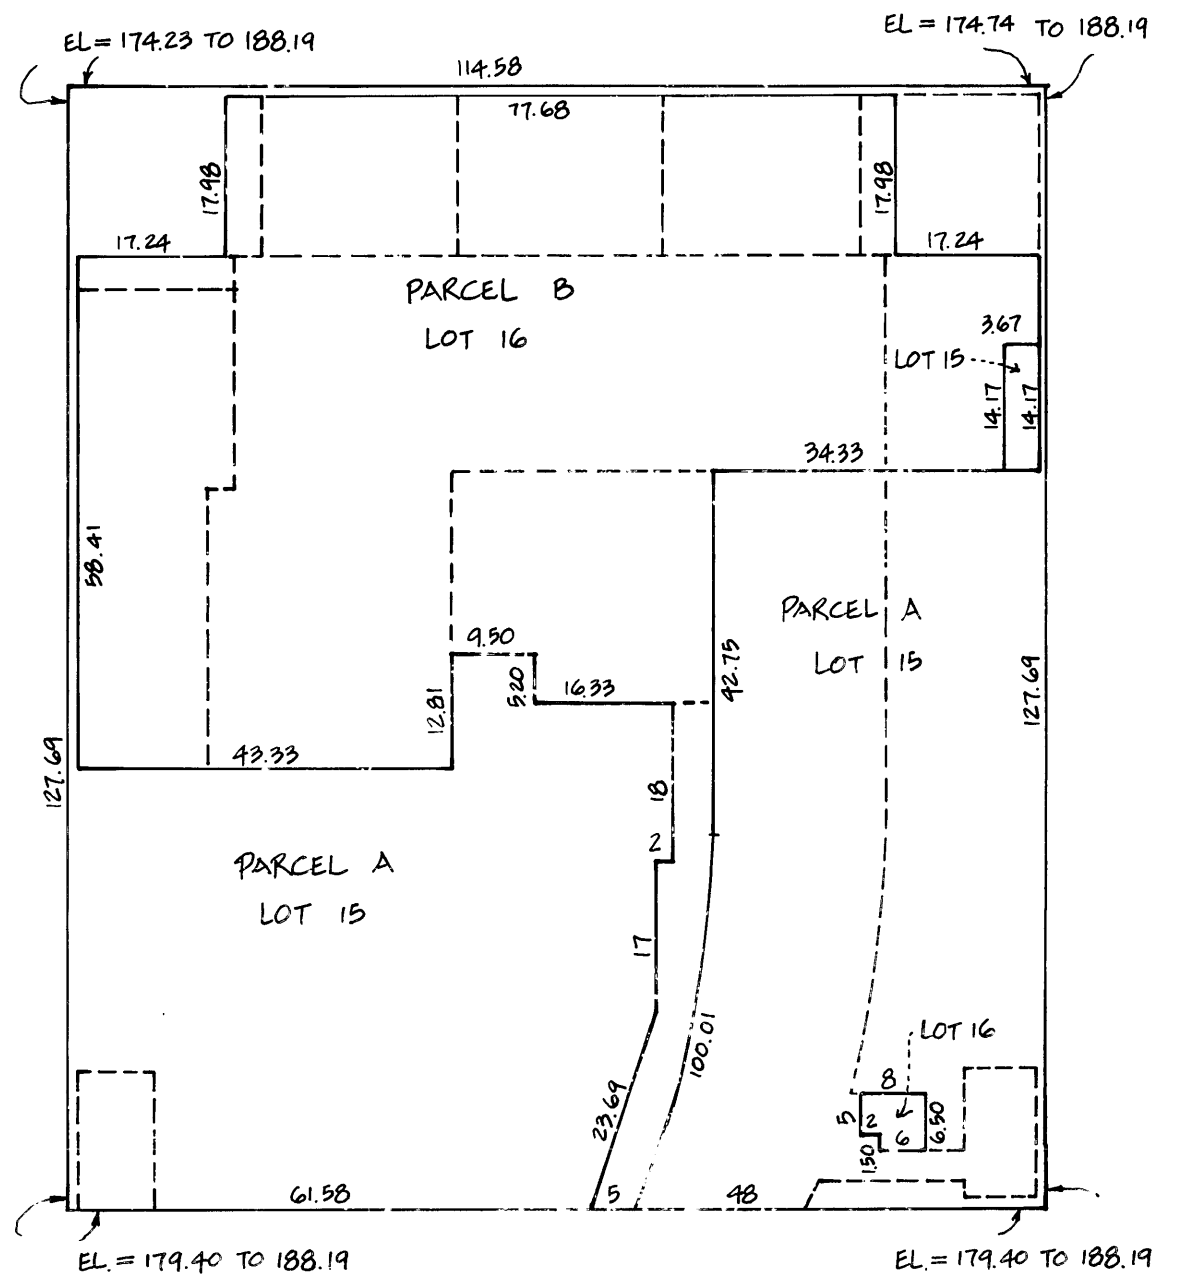 EL = 174.23 TO 188.19
EL = 174.74 TO 188.19
114.58
77.68
17.98
17.98
17.24
17.24
PARCEL B
LOT 16
3.67
LOT 15
14.17
14.17
34.33
58.41
PARCEL A
LOT 15
9.50
5.20
16.33
42.75
12.81
127.69
127.69
43.33
18
2
PARCEL A
LOT 15
17
100.01
LOT 16
8
5
2
6
6.50
1.50
23.69
61.58
5
48
EL. = 179.40 TO 188.19
EL. = 179.40 TO 188.19